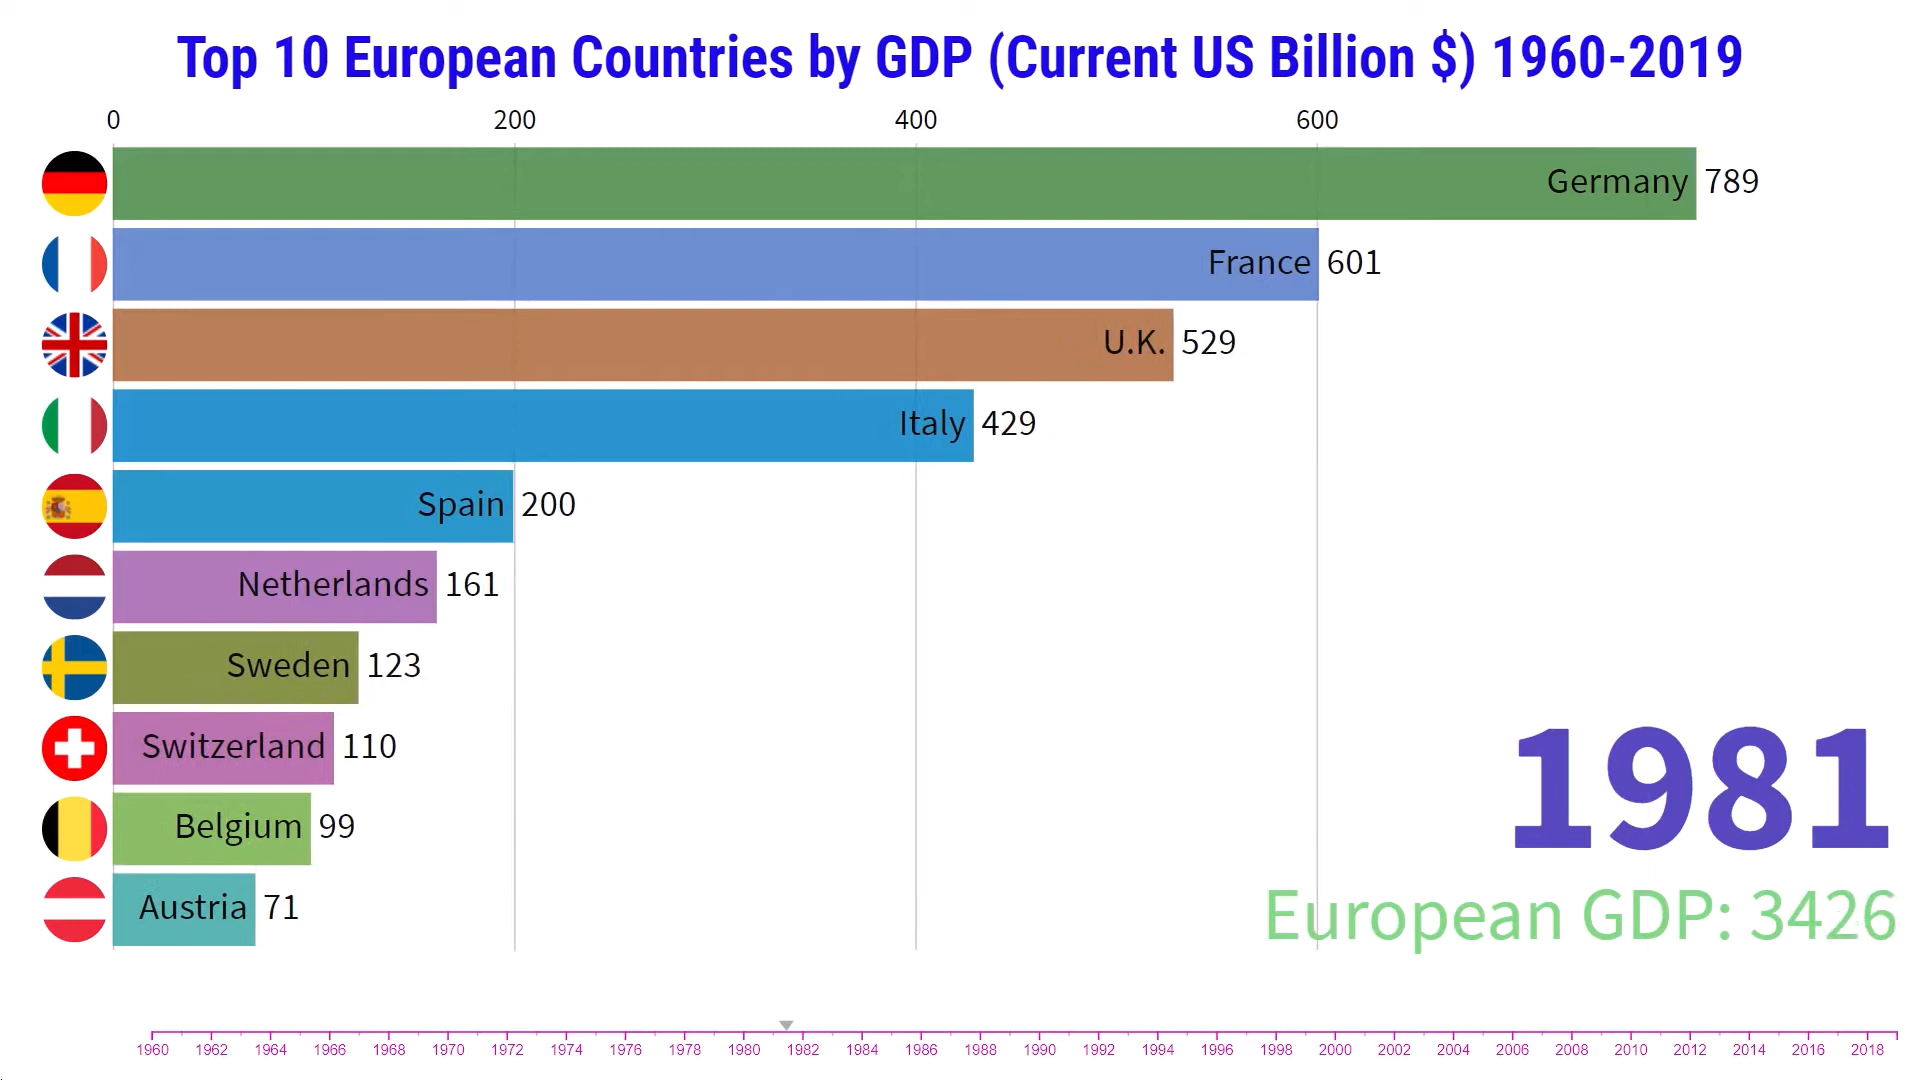 Top 10 European Countries by GDP (Current US Billion $) 1960-2019
0 200 400 600
Germany 789
France 601
U.K. 529
Italy 429
Spain 200
Netherlands 161
Sweden 123
Switzerland 110
Belgium 99
Austria 71
1981
European GDP: 3426
1960 1962 1964 1966 1968 1970 1972 1974 1976 1978 1980 1982 1984 1986 1988 1990 1992 1994 1996 1998 2000 2002 2004 2006 2008 2010 2012 2014 2016 2018